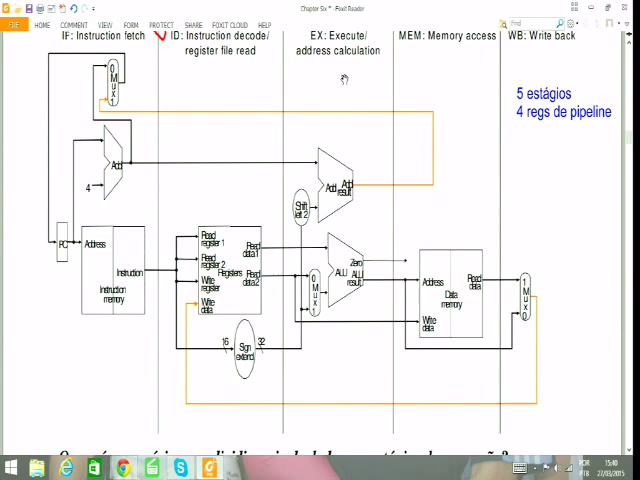 Chapter Six * - Foxit Reader
FILE HOME COMMENT VIEW FORM PROTECT SHARE FOXIT CLOUD HELP
Find
IF: Instruction fetch
ID: Instruction decode/
register file read
EX: Execute/
address calculation
MEM: Memory access
WB: Write back
5 estágios
4 regs de pipeline
0
Mux
1
Add
4
Add Add
result
Shift
left 2
PC
Address
Instruction
Instruction
memory
Read
register 1
Read
register 2
Registers
Write
register
Write
data
Read
data 1
Read
data 2
0
Mux
1
Zero
ALU ALU
result
Address
Read
data
Data
memory
Write
data
1
Mux
0
16
Sign
extend
32
POR
PTB
15:40
27/03/2015